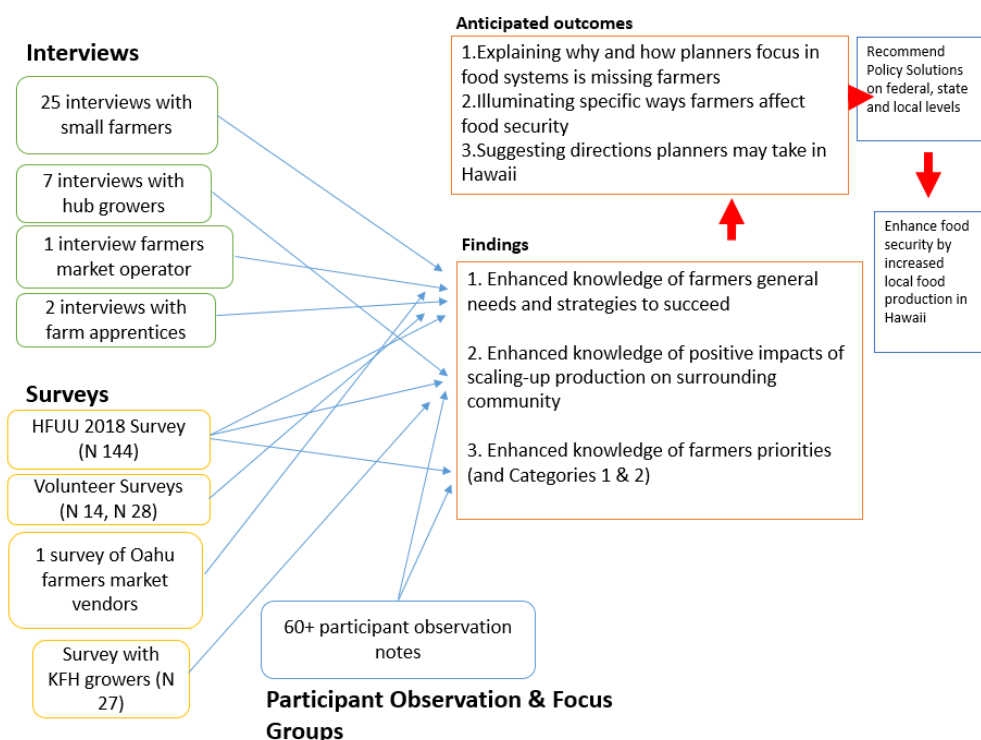 Interviews
25 interviews with
small farmers
7 interviews with
hub growers
1 interview farmers
market operator
2 interviews with
farm apprentices
Surveys
HFUU 2018 Survey
(N 144)
Volunteer Surveys
(N 14, N 28)
1 survey of Oahu
farmers market
vendors
Survey with
KFH growers (N
27)
60+ participant observation
notes
Participant Observation & Focus
Groups
Findings
1. Enhanced knowledge of farmers general
needs and strategies to succeed
2. Enhanced knowledge of positive impacts of
scaling-up production on surrounding
community
3. Enhanced knowledge of farmers priorities
(and Categories 1 & 2)
Anticipated outcomes
1.Explaining why and how planners focus in
food systems is missing farmers
2.Illuminating specific ways farmers affect
food security
3.Suggesting directions planners may take in
Hawaii
Recommend
Policy Solutions
on federal, state
and local levels
Enhance food
security by
increased
local food
production in
Hawaii